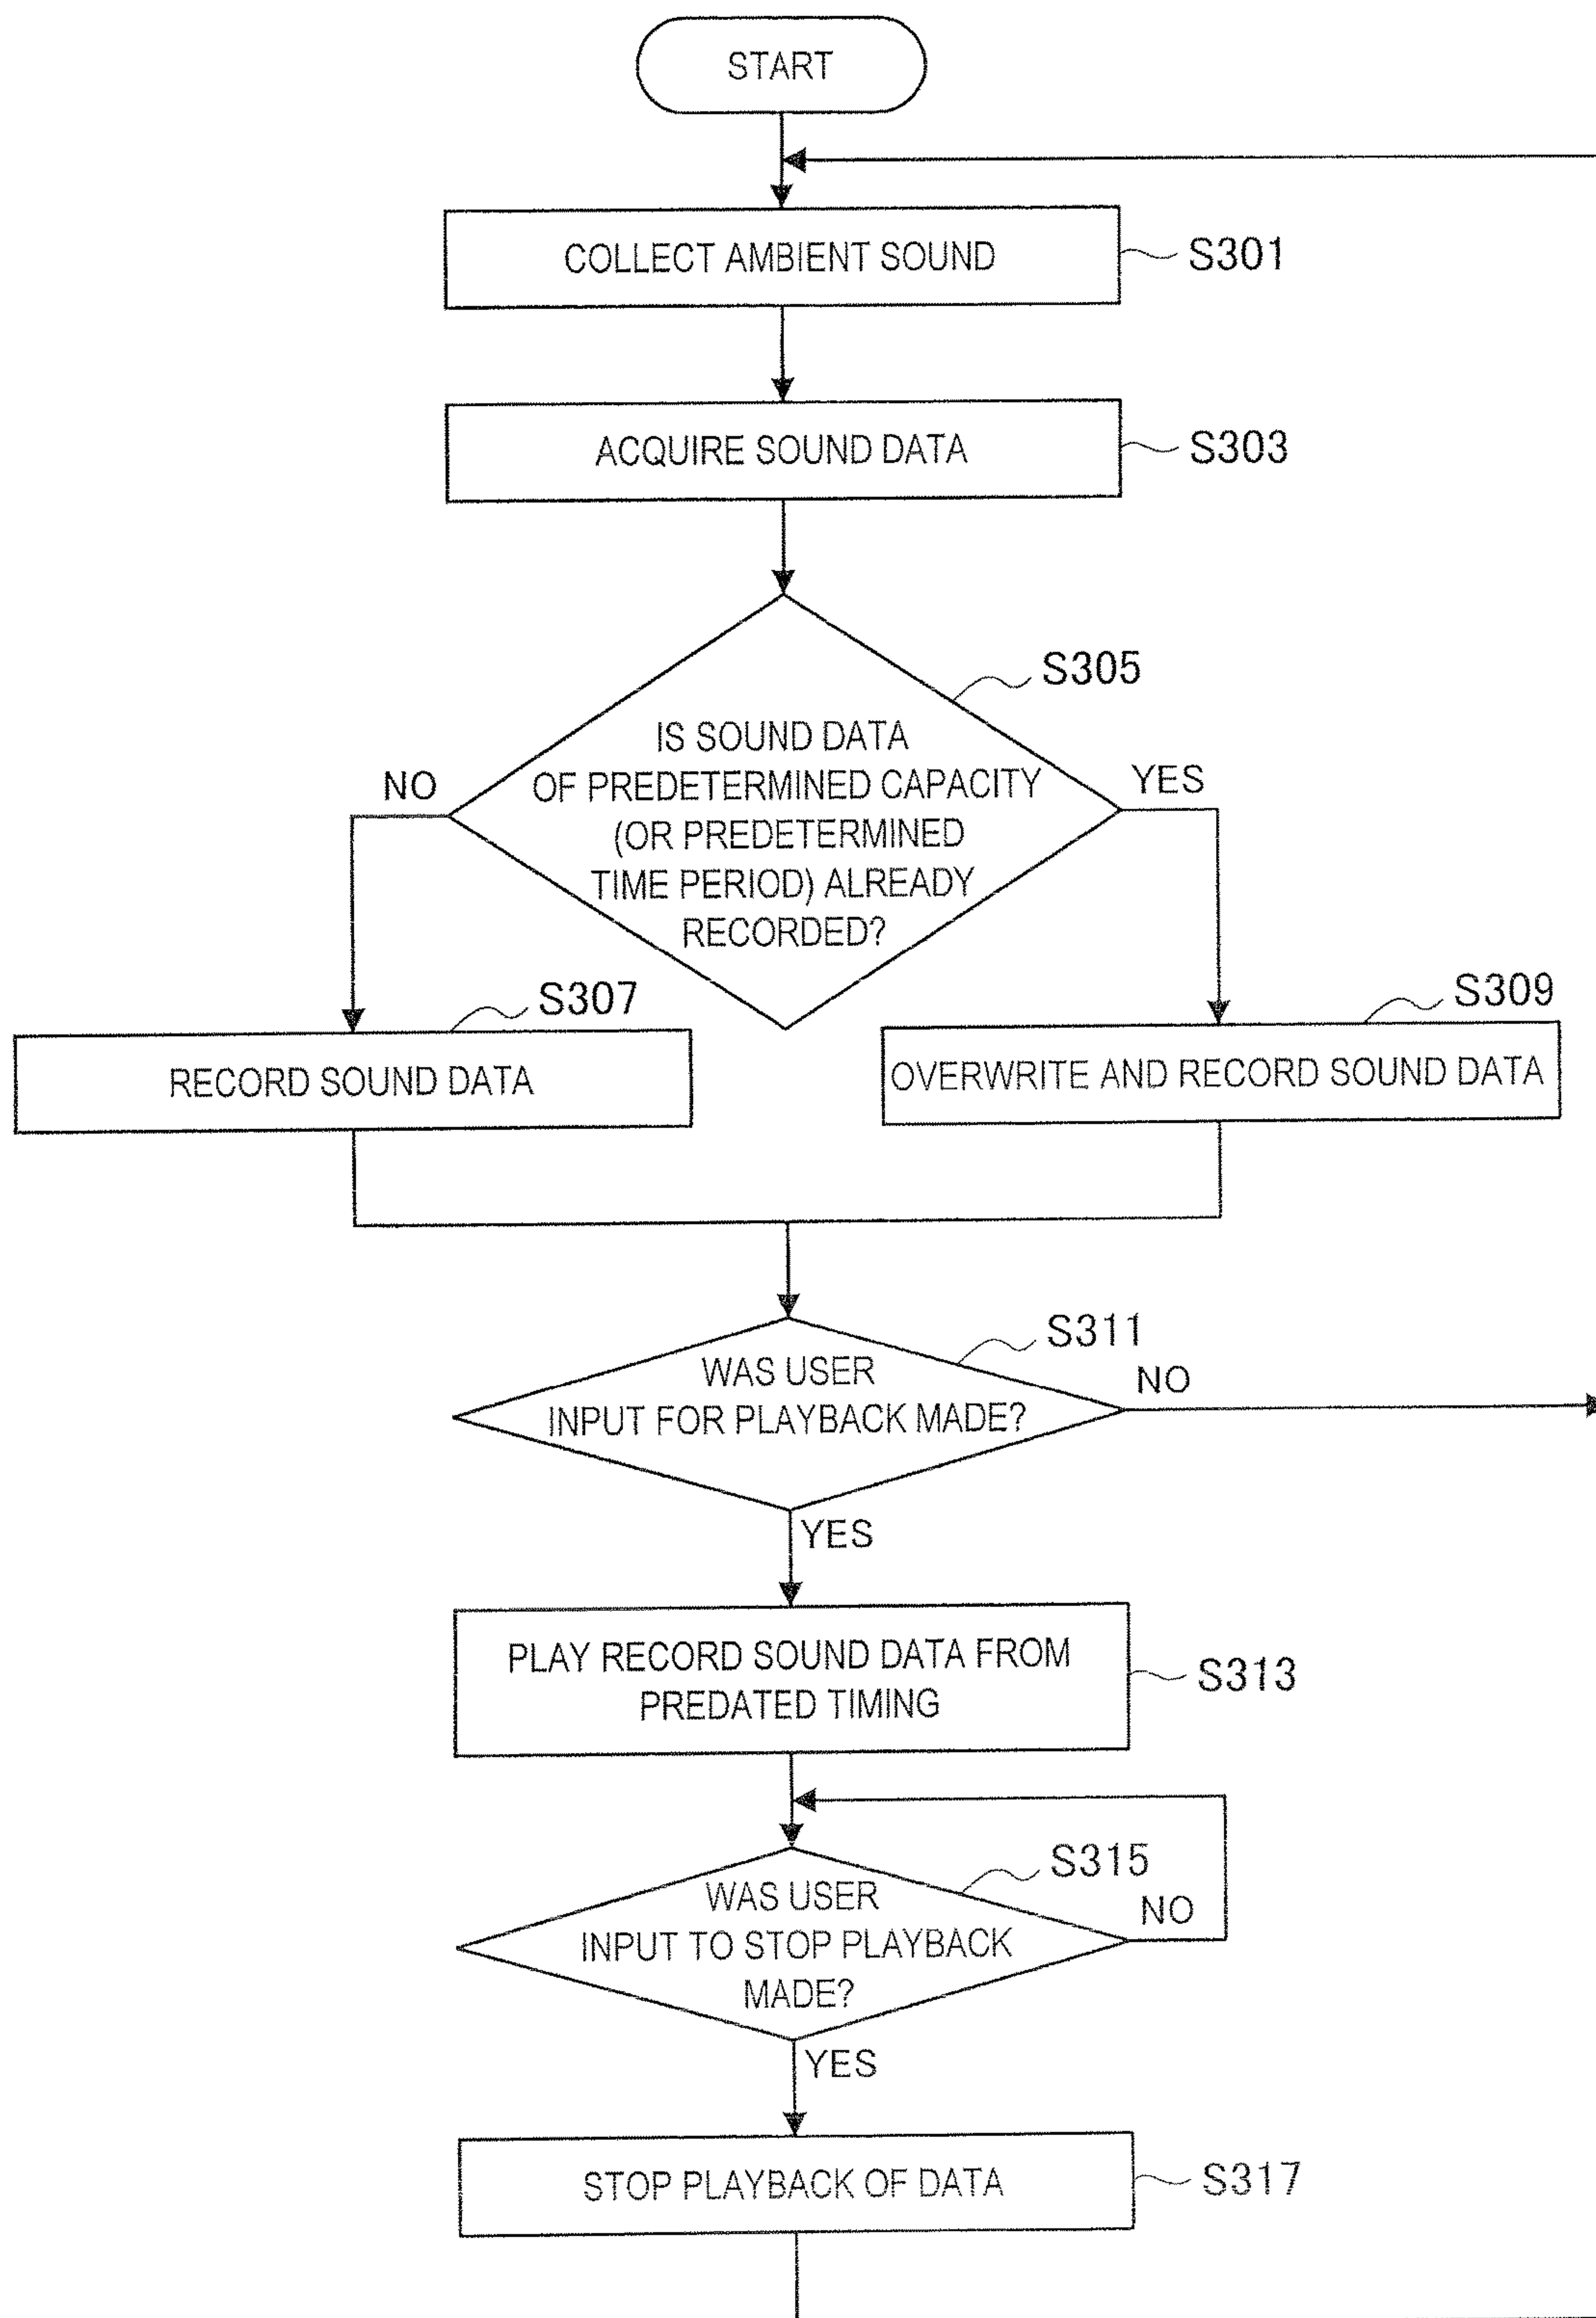 START
COLLECT AMBIENT SOUND
S301
ACQUIRE SOUND DATA
S303
S305
IS SOUND DATA
OF PREDETERMINED CAPACITY
(OR PREDETERMINED
TIME PERIOD) ALREADY
RECORDED?
NO
YES
S307
RECORD SOUND DATA
S309
OVERWRITE AND RECORD SOUND DATA
S311
WAS USER
INPUT FOR PLAYBACK MADE?
NO
YES
PLAY RECORD SOUND DATA FROM
PREDATED TIMING
S313
S315
WAS USER
INPUT TO STOP PLAYBACK
MADE?
NO
YES
STOP PLAYBACK OF DATA
S317